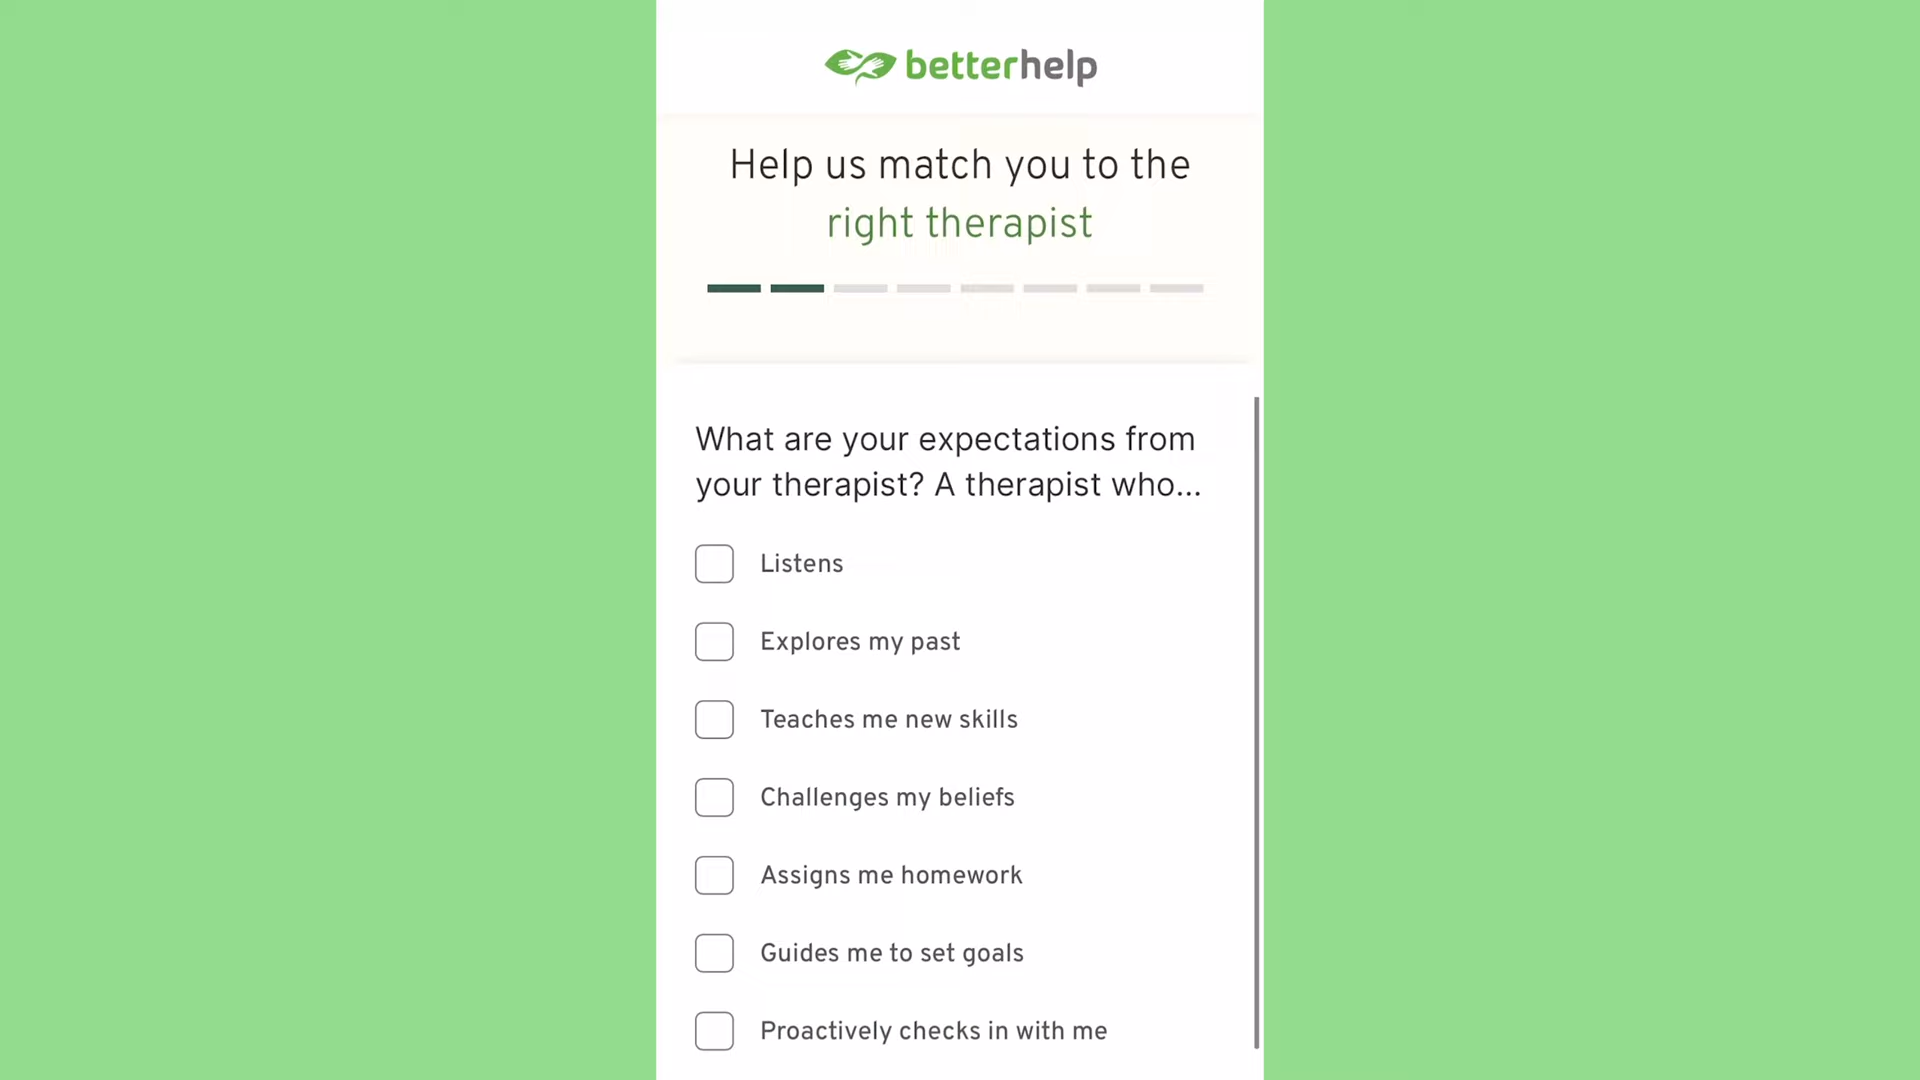 betterhelp
Help us match you to the
right therapist
What are your expectations from
your therapist? A therapist who...
Listens
Explores my past
Teaches me new skills
Challenges my beliefs
Assigns me homework
Guides me to set goals
Proactively checks in with me